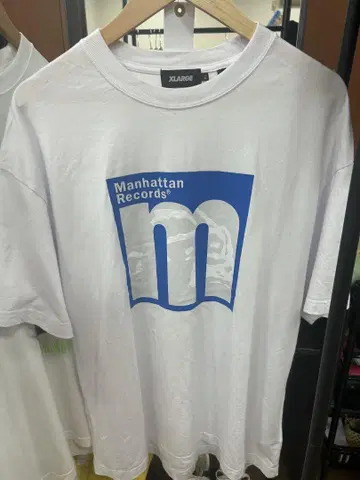 XLARGE
Manhattan
Records®
m